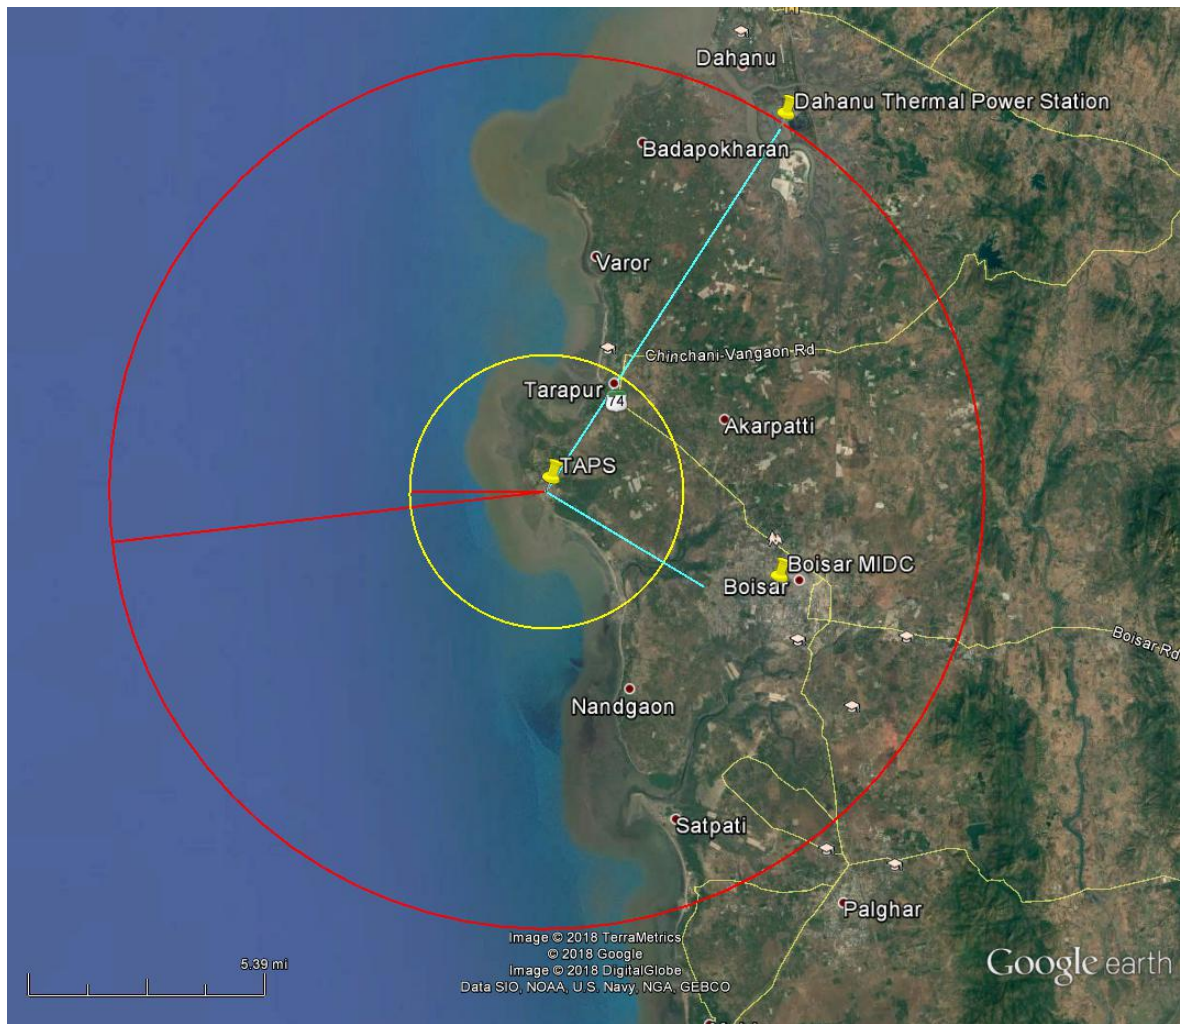 Dahanu
Dahanu Thermal Power Station
Badapokharan
Varor
Chinchani-Vangaon Rd
Tarapur
74
Akarpatti
TAPS
Boisar MIDC
Boisar
Boisar Rd
Nandgaon
Satpati
Palghar
Image © 2018 TerraMetrics
© 2018 Google
Image © 2018 DigitalGlobe
Data SIO, NOAA, U.S. Navy, NGA, GEBCO
5.39 mi
Google earth